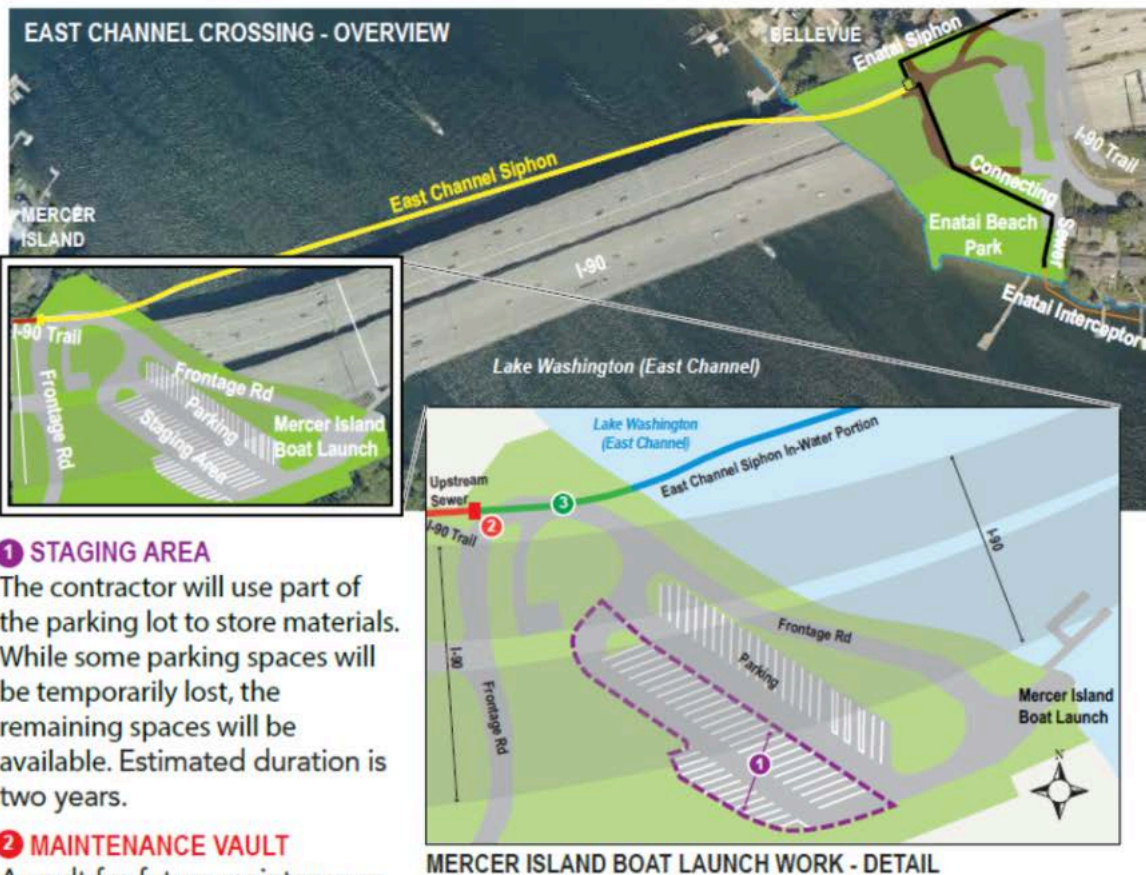 EAST CHANNEL CROSSING - OVERVIEW
BELLEVUE
Enatai Siphon
I-90 Trail
East Channel Siphon
Connecting Sewer
MERCER
ISLAND
Enatai Beach
Park
I-90
Enatai Interceptor
I-90 Trail
Frontage Rd
Frontage Rd
Parking
Staging Area
Mercer Island
Boat Launch
Lake Washington (East Channel)
Lake Washington
(East Channel)
East Channel Siphon In-Water Portion
Upstream
Sewer
3
2
I-90 Trail
I-90
Frontage Rd
Parking
I-90
Frontage Rd
Mercer Island
Boat Launch
1
N
MERCER ISLAND BOAT LAUNCH WORK - DETAIL
1 STAGING AREA
The contractor will use part of
the parking lot to store materials.
While some parking spaces will
be temporarily lost, the
remaining spaces will be
available. Estimated duration is
two years.
2 MAINTENANCE VAULT